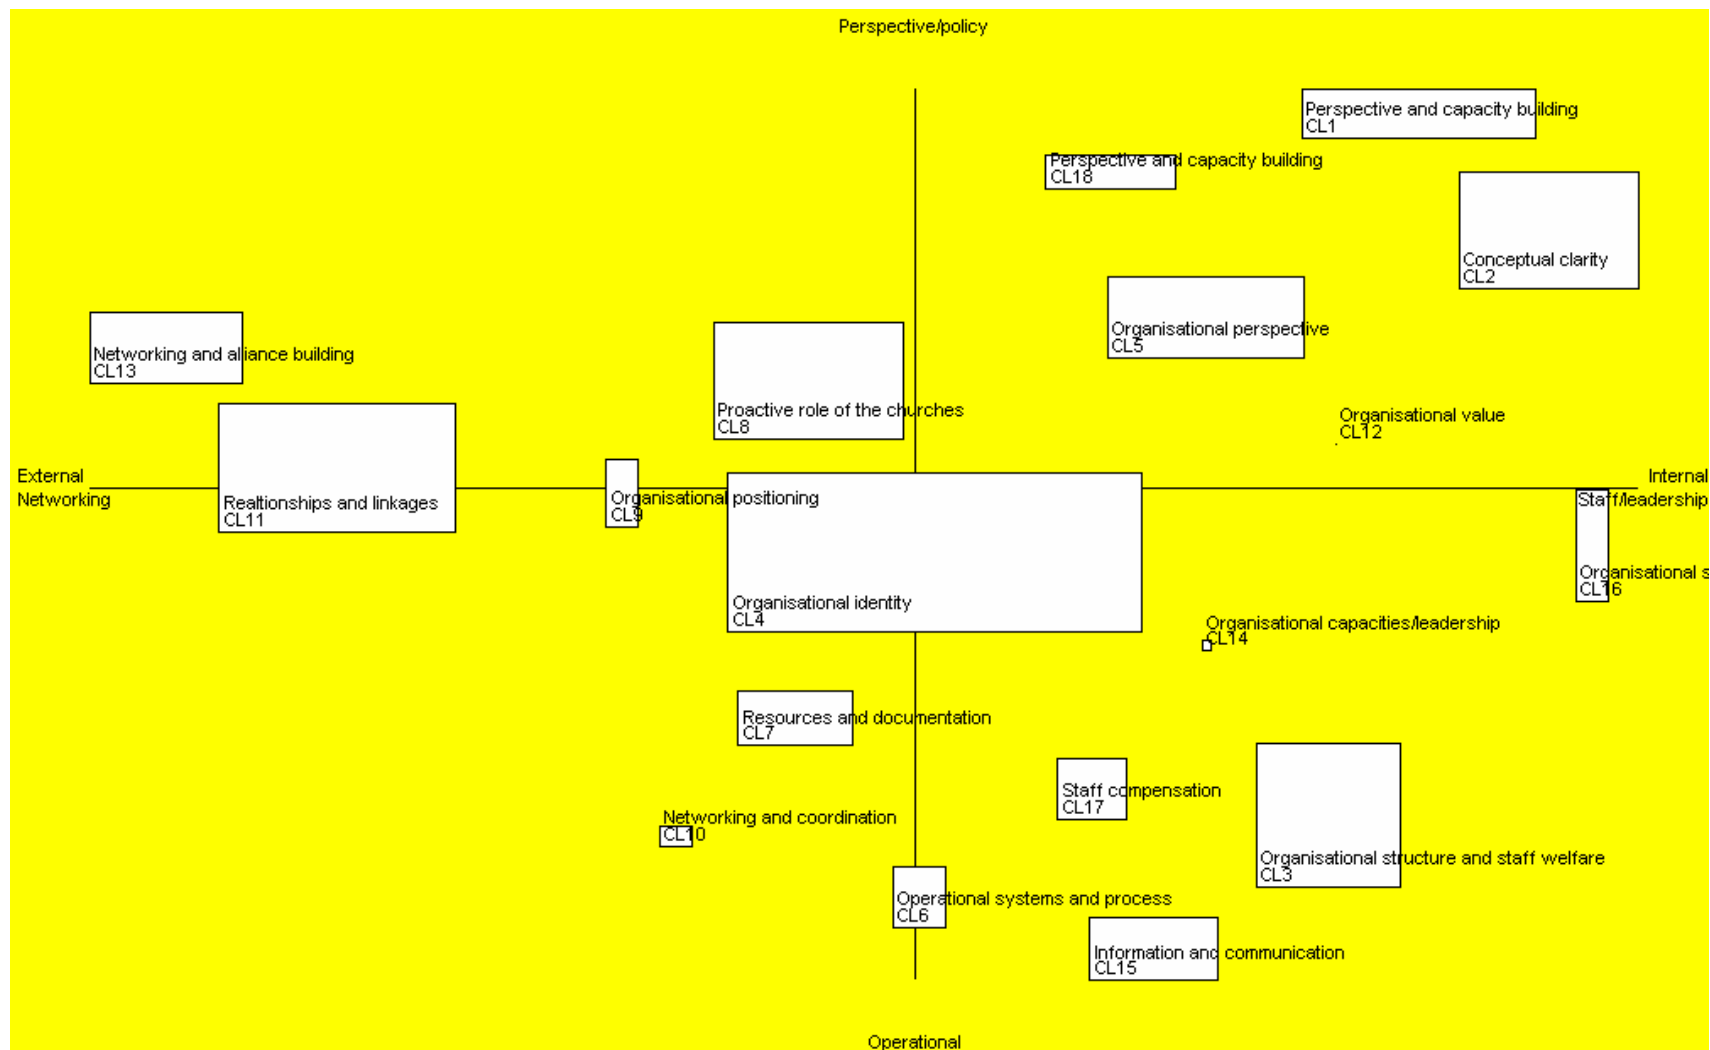 Perspective/policy
Perspective and capacity building
CL1
Perspective and capacity building
CL18
Conceptual clarity
CL2
Organisational perspective
CL5
Networking and alliance building
CL13
Proactive role of the churches
CL8
Organisational value
CL12
External
Networking
Internal
Staff/leadership
Realtionships and linkages
CL11
Organisational positioning
CL9
Organisational s
CL16
Organisational identity
CL4
Organisational capacities/leadership
CL14
Resources and documentation
CL7
Staff compensation
CL17
Networking and coordination
CL10
Organisational structure and staff welfare
CL3
Operational systems and process
CL6
Information and communication
CL15
Operational